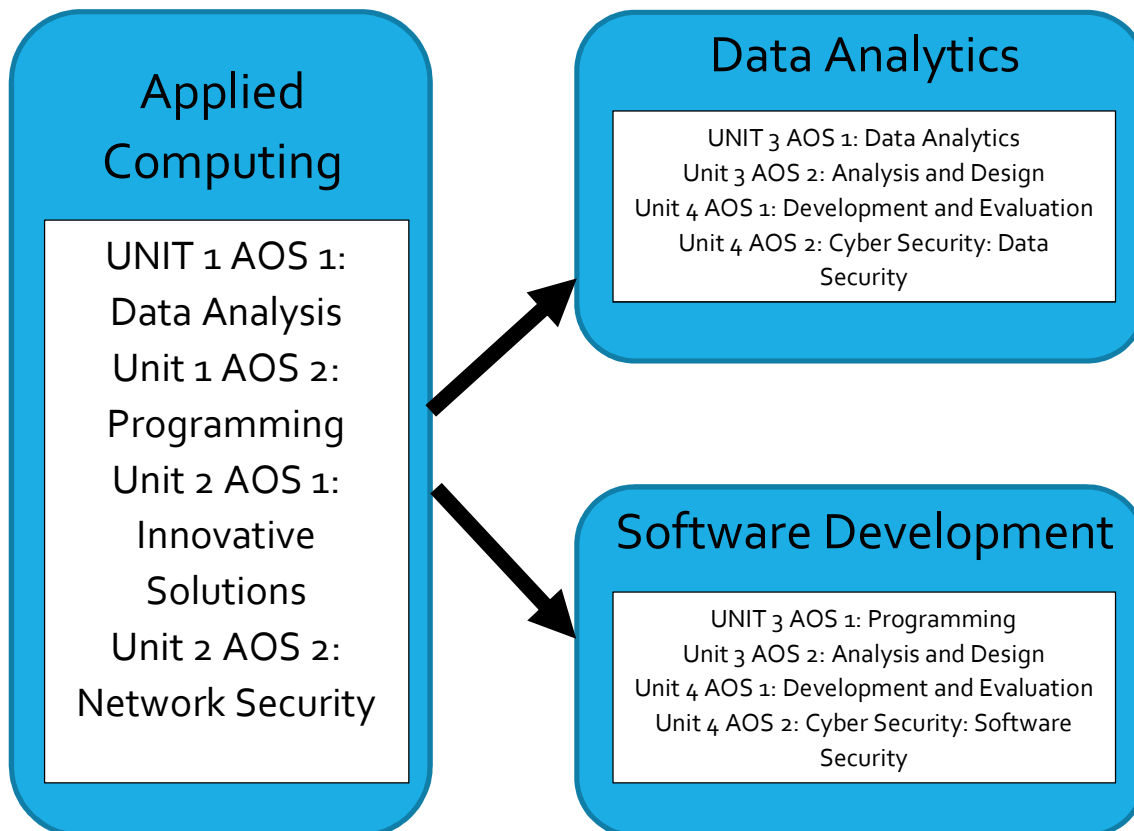 Applied
Computing
UNIT 1 AOS 1:
Data Analysis
Unit 1 AOS 2:
Programming
Unit 2 AOS 1:
Innovative
Solutions
Unit 2 AOS 2:
Network Security
Data Analytics
UNIT 3 AOS 1: Data Analytics
Unit 3 AOS 2: Analysis and Design
Unit 4 AOS 1: Development and Evaluation
Unit 4 AOS 2: Cyber Security: Data
Security
Software Development
UNIT 3 AOS 1: Programming
Unit 3 AOS 2: Analysis and Design
Unit 4 AOS 1: Development and Evaluation
Unit 4 AOS 2: Cyber Security: Software
Security